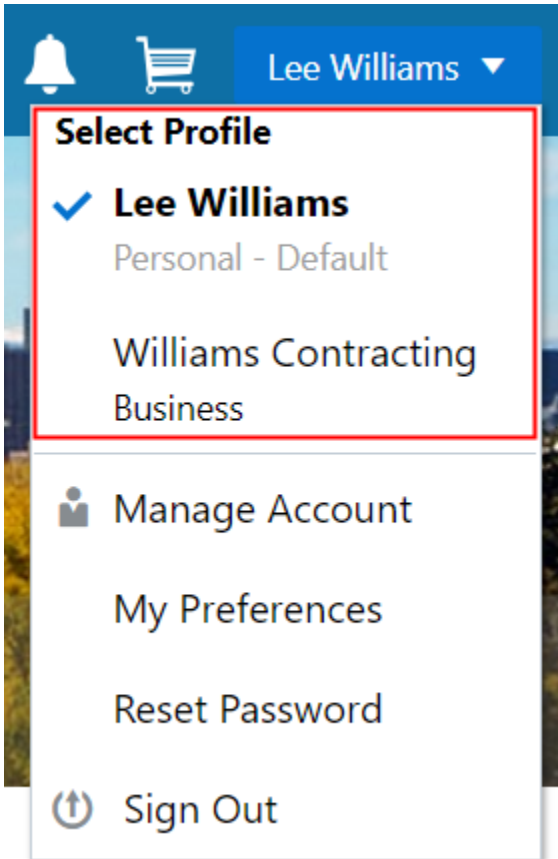 Lee Williams
Select Profile
Lee Williams
Personal - Default
Williams Contracting
Business
Manage Account
My Preferences
Reset Password
Sign Out